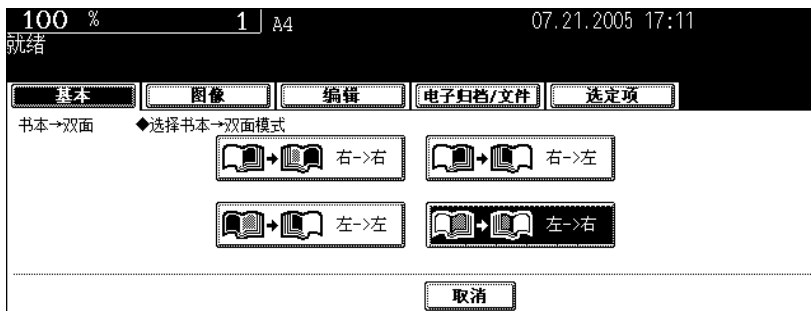 100 % 1 A4 07.21.2005 17:11
就绪
基本 图像 编辑 电子归档/文件 选定项
书本→双面 ◆选择书本→双面模式
右->右 右->左
左->左 左->右
取消